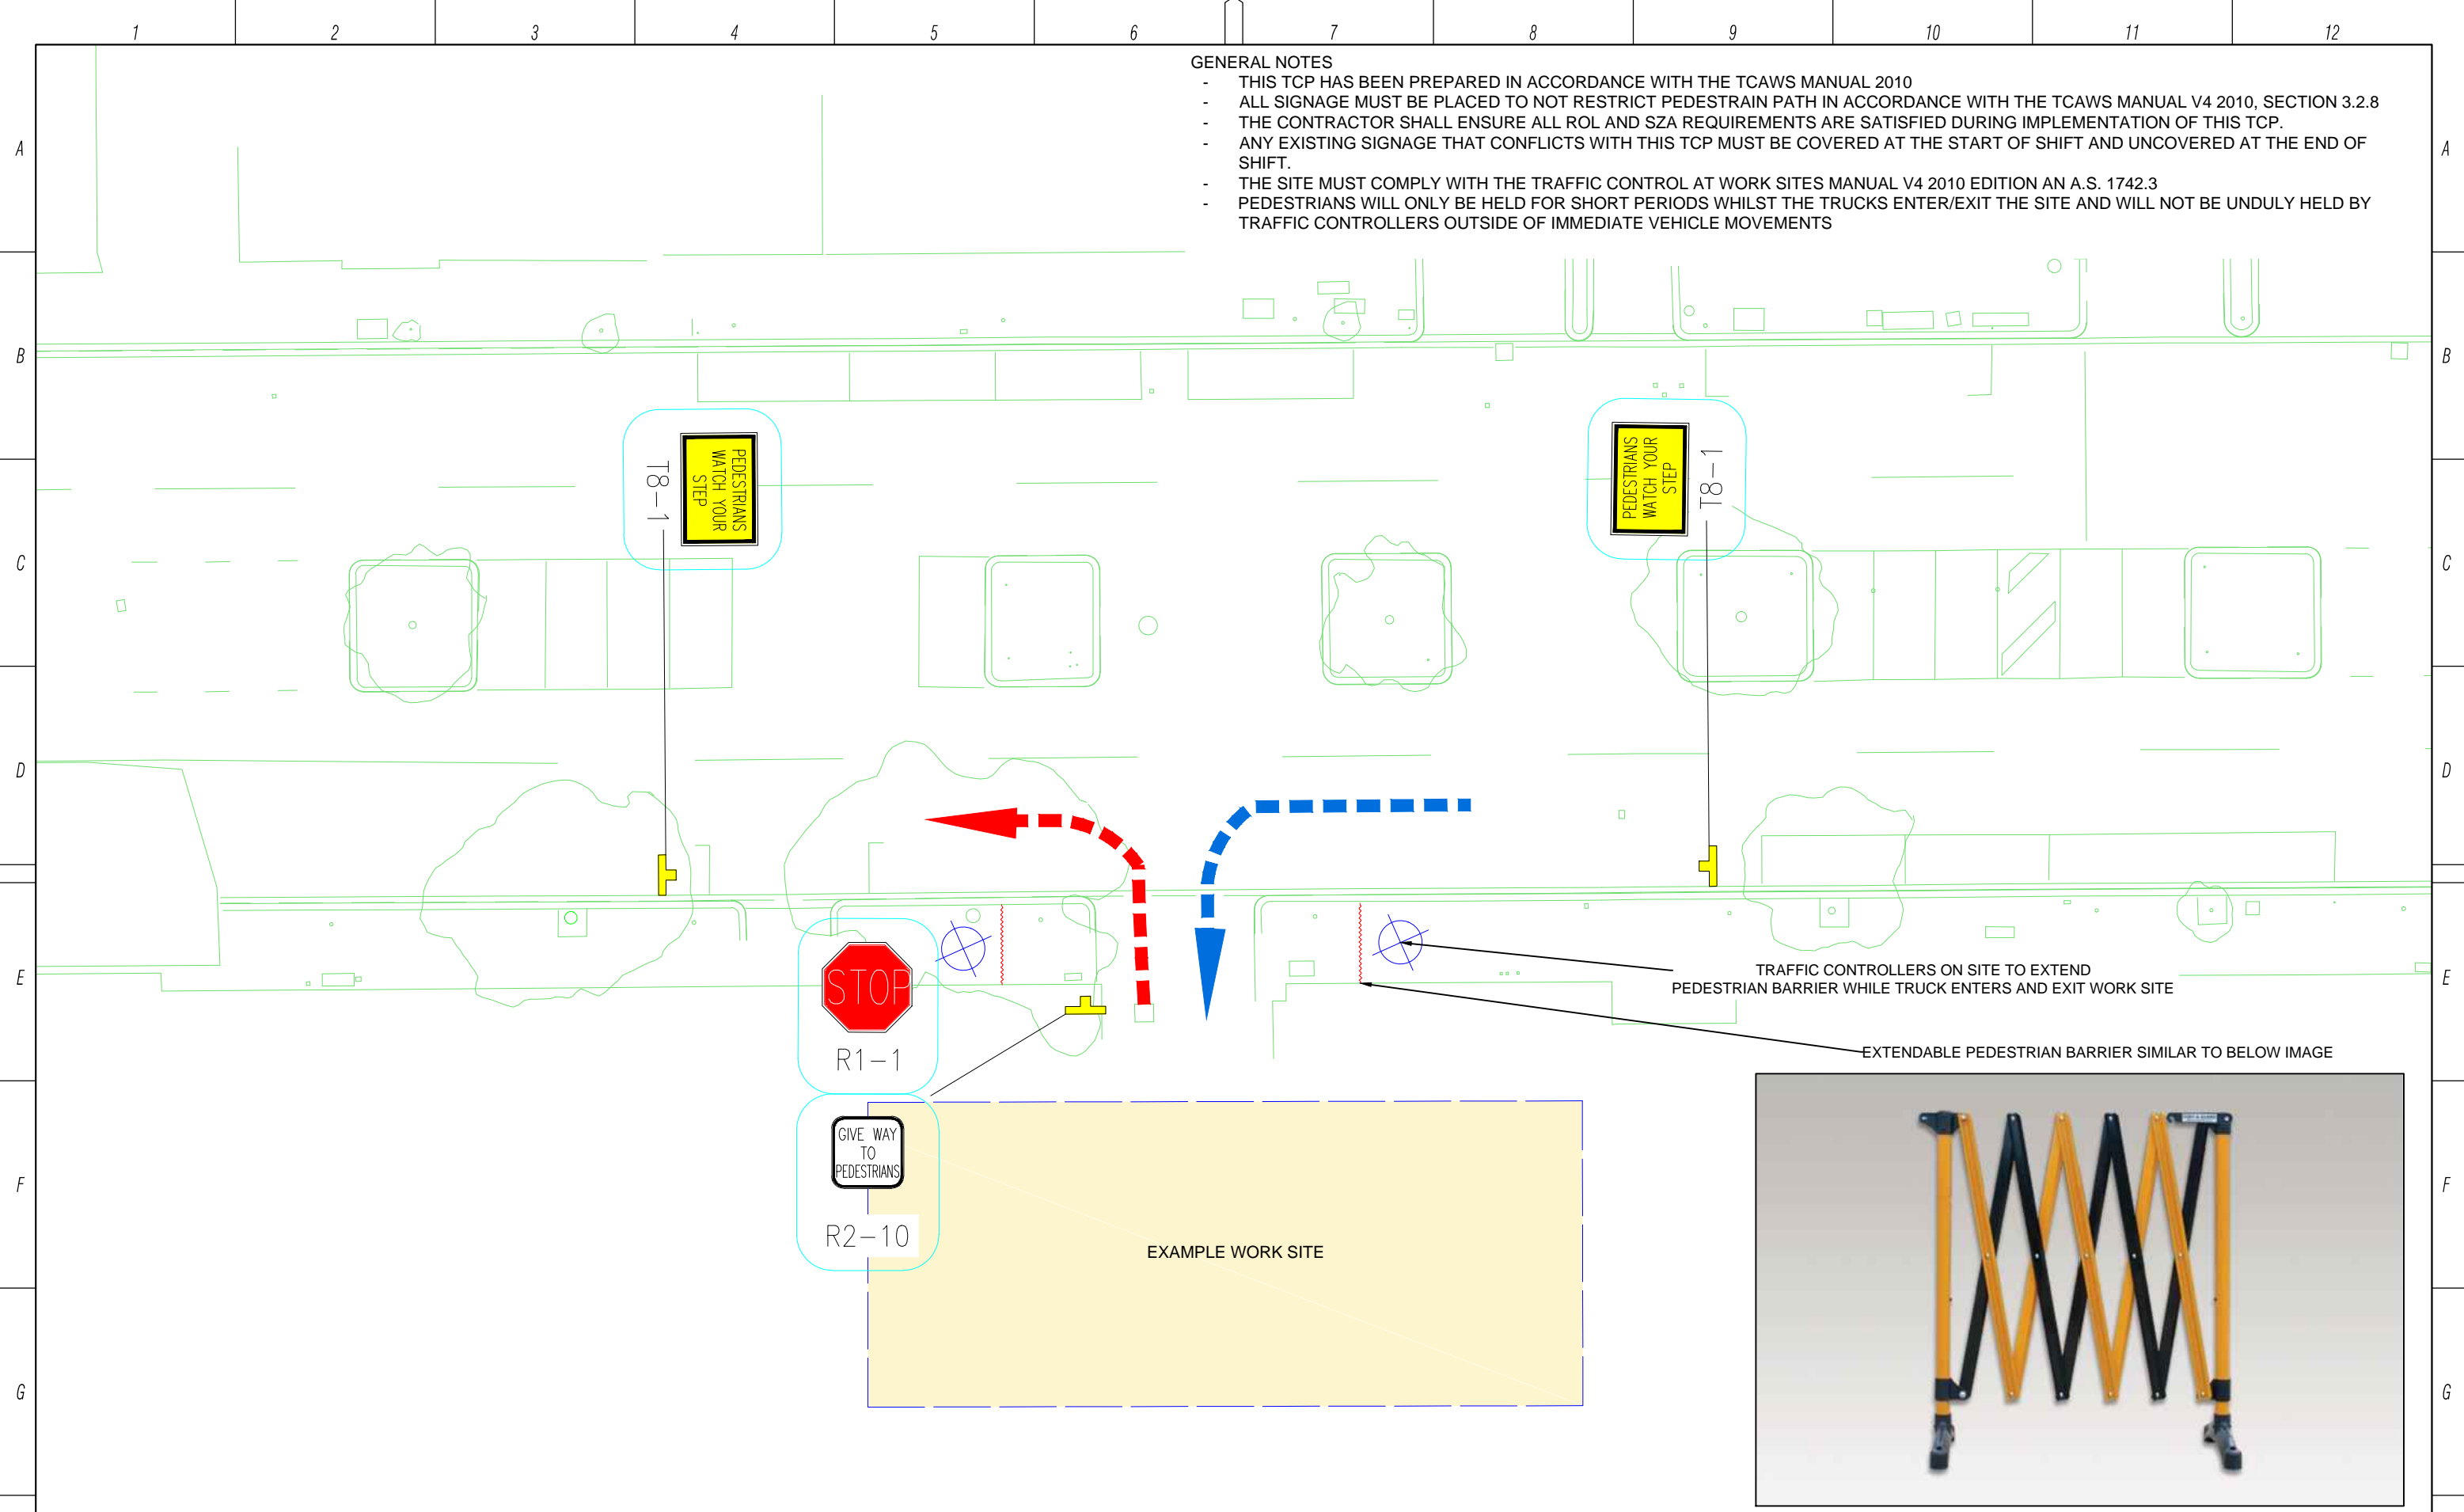 1 2 3 4 5 6 7 8 9 10 11 12
GENERAL NOTES
- THIS TCP HAS BEEN PREPARED IN ACCORDANCE WITH THE TCAWS MANUAL 2010
- ALL SIGNAGE MUST BE PLACED TO NOT RESTRICT PEDESTRAIN PATH IN ACCORDANCE WITH THE TCAWS MANUAL V4 2010, SECTION 3.2.8
- THE CONTRACTOR SHALL ENSURE ALL ROL AND SZA REQUIREMENTS ARE SATISFIED DURING IMPLEMENTATION OF THIS TCP.
- ANY EXISTING SIGNAGE THAT CONFLICTS WITH THIS TCP MUST BE COVERED AT THE START OF SHIFT AND UNCOVERED AT THE END OF
SHIFT.
- THE SITE MUST COMPLY WITH THE TRAFFIC CONTROL AT WORK SITES MANUAL V4 2010 EDITION AN A.S. 1742.3
- PEDESTRIANS WILL ONLY BE HELD FOR SHORT PERIODS WHILST THE TRUCKS ENTER/EXIT THE SITE AND WILL NOT BE UNDULY HELD BY
TRAFFIC CONTROLLERS OUTSIDE OF IMMEDIATE VEHICLE MOVEMENTS
A A
B B
PEDESTRIANS
WATCH YOUR
STEP
T8-1
PEDESTRIANS
WATCH YOUR
STEP
T8-1
C C
D D
E E
STOP
R1-1
TRAFFIC CONTROLLERS ON SITE TO EXTEND
PEDESTRIAN BARRIER WHILE TRUCK ENTERS AND EXIT WORK SITE
EXTENDABLE PEDESTRIAN BARRIER SIMILAR TO BELOW IMAGE
GIVE WAY
TO
PEDESTRIANS
R2-10
F F
EXAMPLE WORK SITE
G G